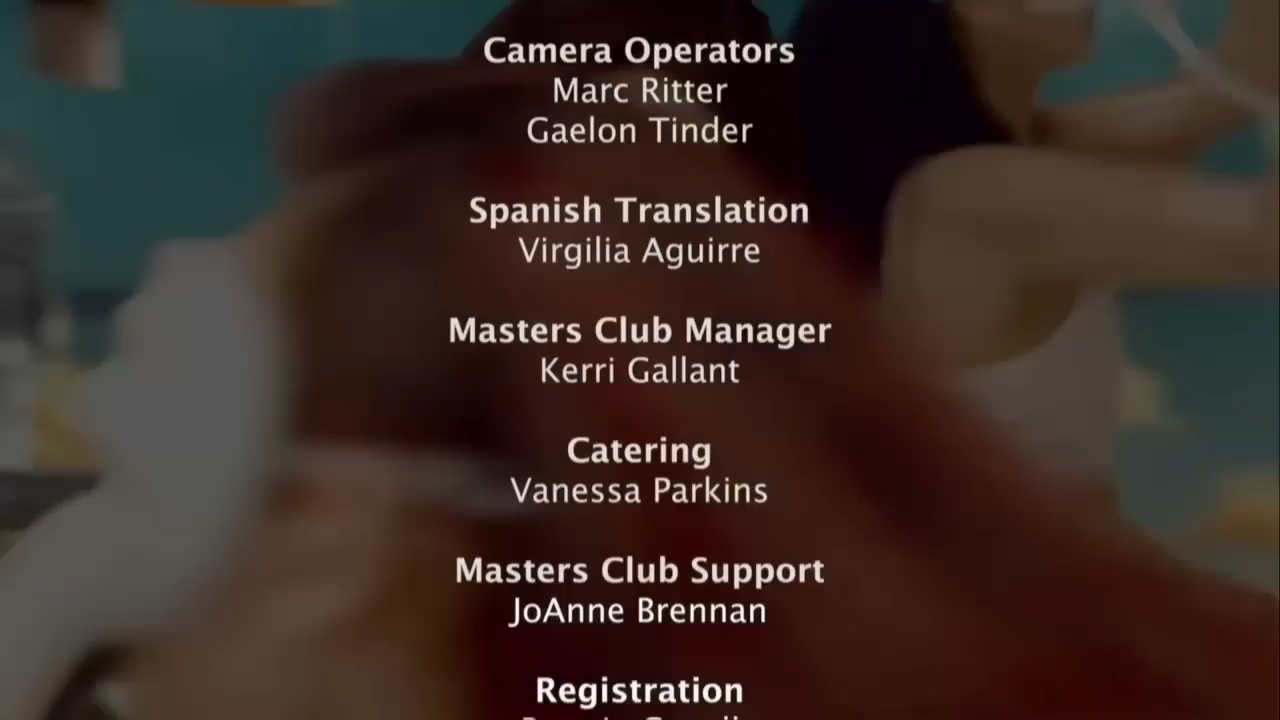 Camera Operators
Marc Ritter
Gaelon Tinder
Spanish Translation
Virgilia Aguirre
Masters Club Manager
Kerri Gallant
Catering
Vanessa Parkins
Masters Club Support
JoAnne Brennan
Registration